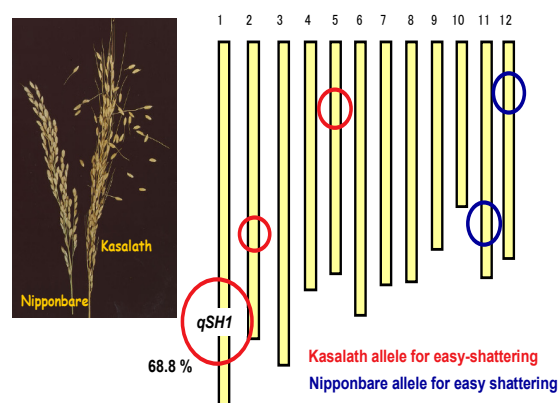 1 2 3 4 5 6 7 8 9 10 11 12
Kasalath
Nipponbare
qSH1
68.8 %
Kasalath allele for easy-shattering
Nipponbare allele for easy shattering